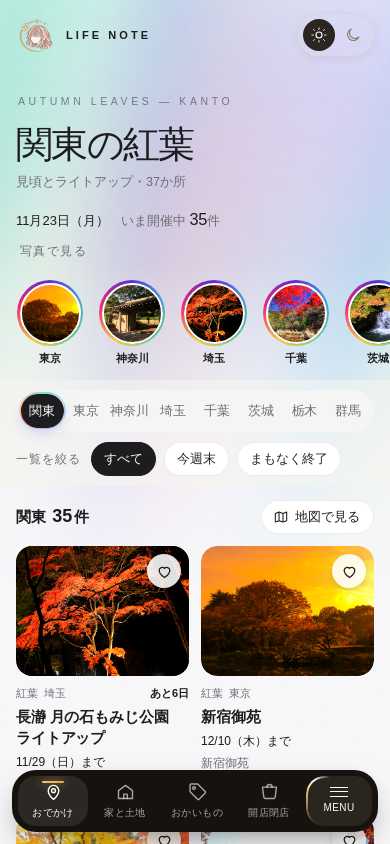 LIFE NOTE
AUTUMN LEAVES — KANTO
関東の紅葉
見頃とライトアップ・37か所
11月23日（月） いま開催中 35件
写真で見る
東京 神奈川 埼玉 千葉 茨城
関東 東京 神奈川 埼玉 千葉 茨城 栃木 群馬
一覧を絞る すべて 今週末 まもなく終了
関東 35件 地図で見る
紅葉 埼玉 あと6日
長瀞 月の石もみじ公園
ライトアップ
11/29（日）まで
紅葉 東京
新宿御苑
12/10（木）まで
新宿御苑
おでかけ 家と土地 おかいもの 開店閉店 MENU